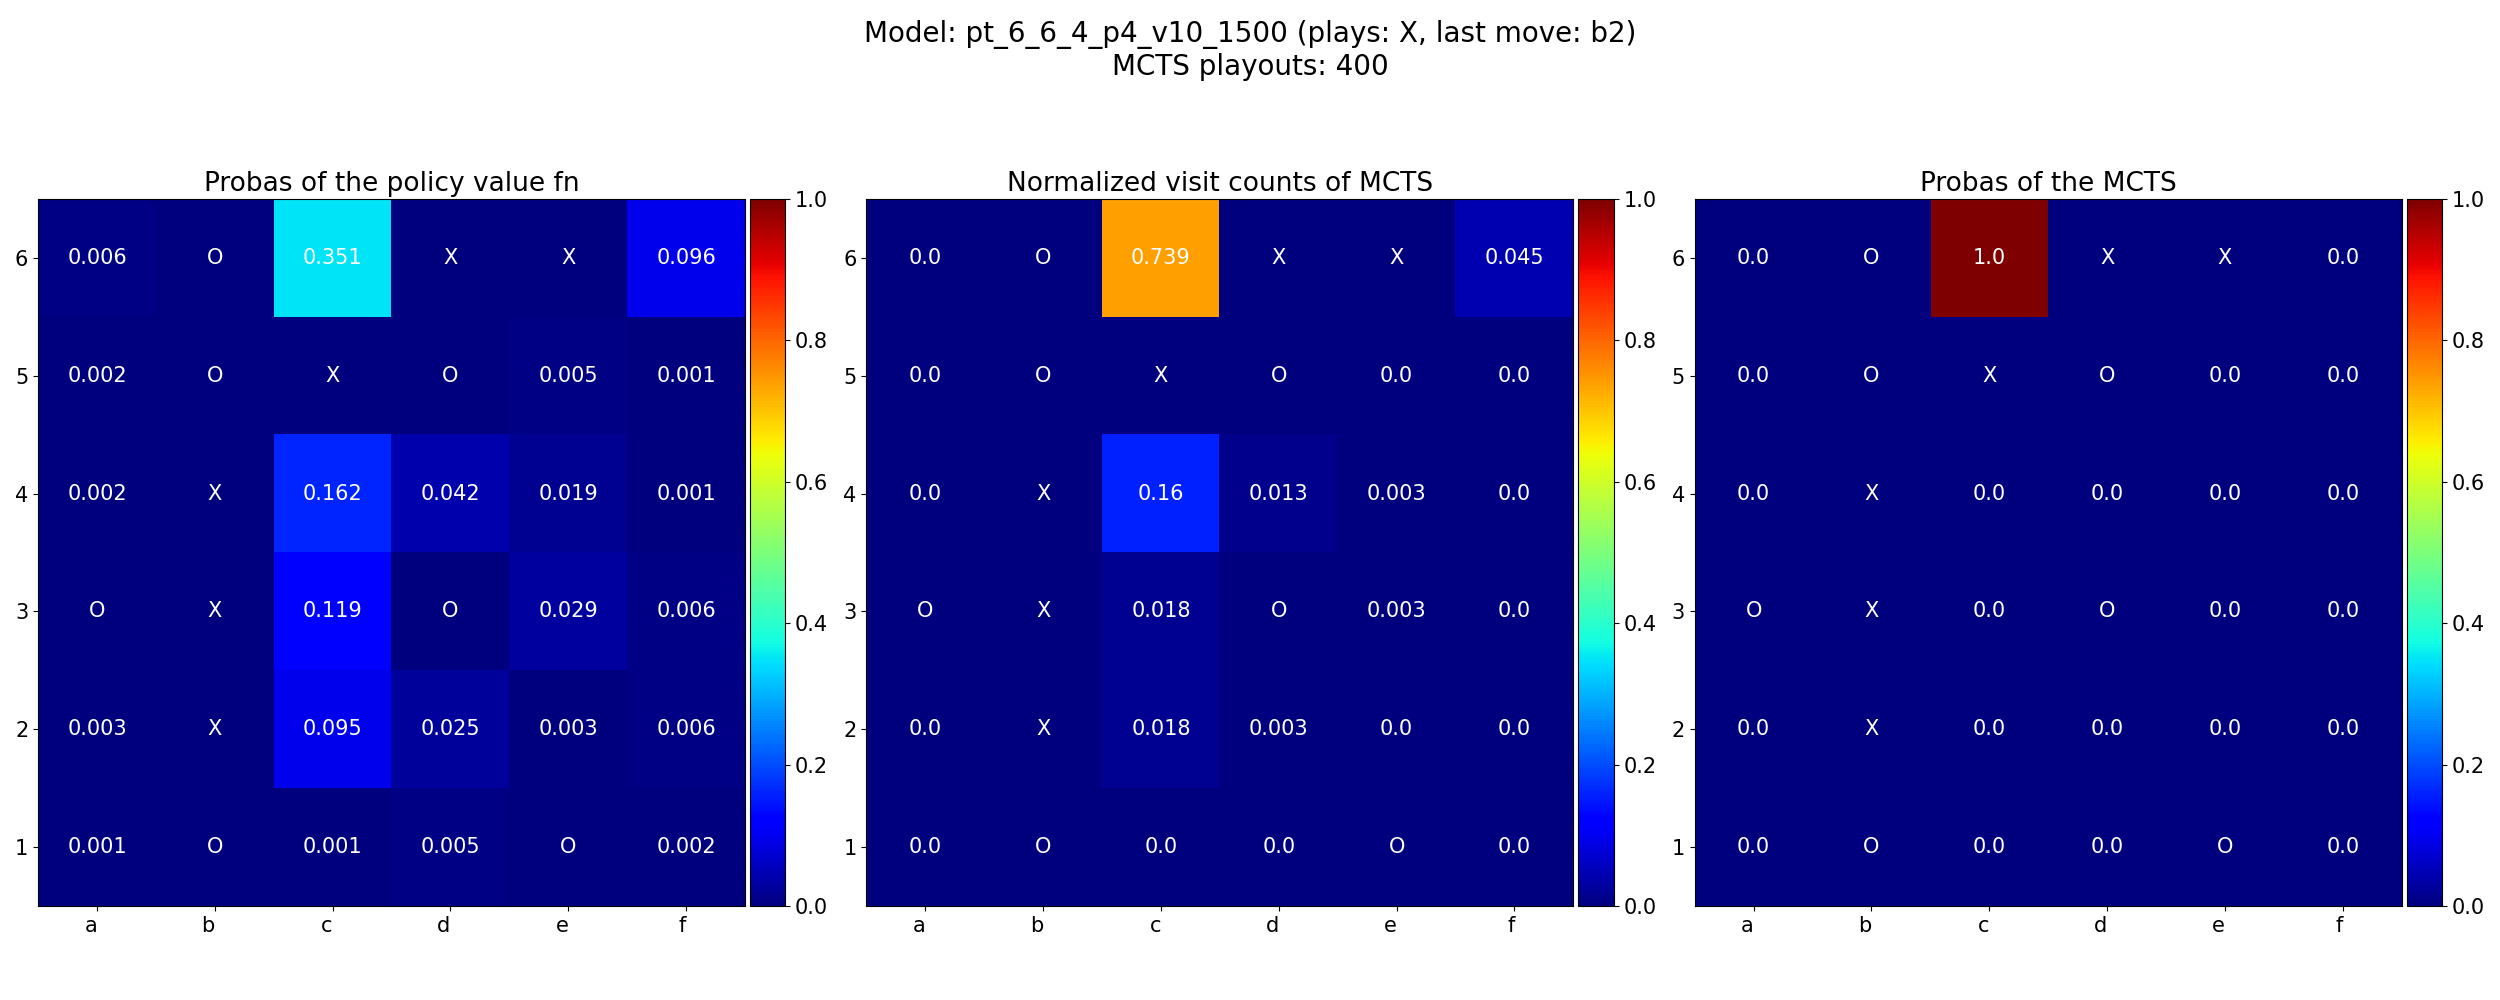 Model: pt_6_6_4_p4_v10_1500 (plays: X, last move: b2)
MCTS playouts: 400
Probas of the policy value fn
6 0.006 O 0.351 X X 0.096
5 0.002 O X O 0.005 0.001
4 0.002 X 0.162 0.042 0.019 0.001
3 O X 0.119 O 0.029 0.006
2 0.003 X 0.095 0.025 0.003 0.006
1 0.001 O 0.001 0.005 O 0.002
a b c d e f
1.0
0.8
0.6
0.4
0.2
0.0
Normalized visit counts of MCTS
6 0.0 O 0.739 X X 0.045
5 0.0 O X O 0.0 0.0
4 0.0 X 0.16 0.013 0.003 0.0
3 O X 0.018 O 0.003 0.0
2 0.0 X 0.018 0.003 0.0 0.0
1 0.0 O 0.0 0.0 O 0.0
a b c d e f
1.0
0.8
0.6
0.4
0.2
0.0
Probas of the MCTS
6 0.0 O 1.0 X X 0.0
5 0.0 O X O 0.0 0.0
4 0.0 X 0.0 0.0 0.0 0.0
3 O X 0.0 O 0.0 0.0
2 0.0 X 0.0 0.0 0.0 0.0
1 0.0 O 0.0 0.0 O 0.0
a b c d e f
1.0
0.8
0.6
0.4
0.2
0.0